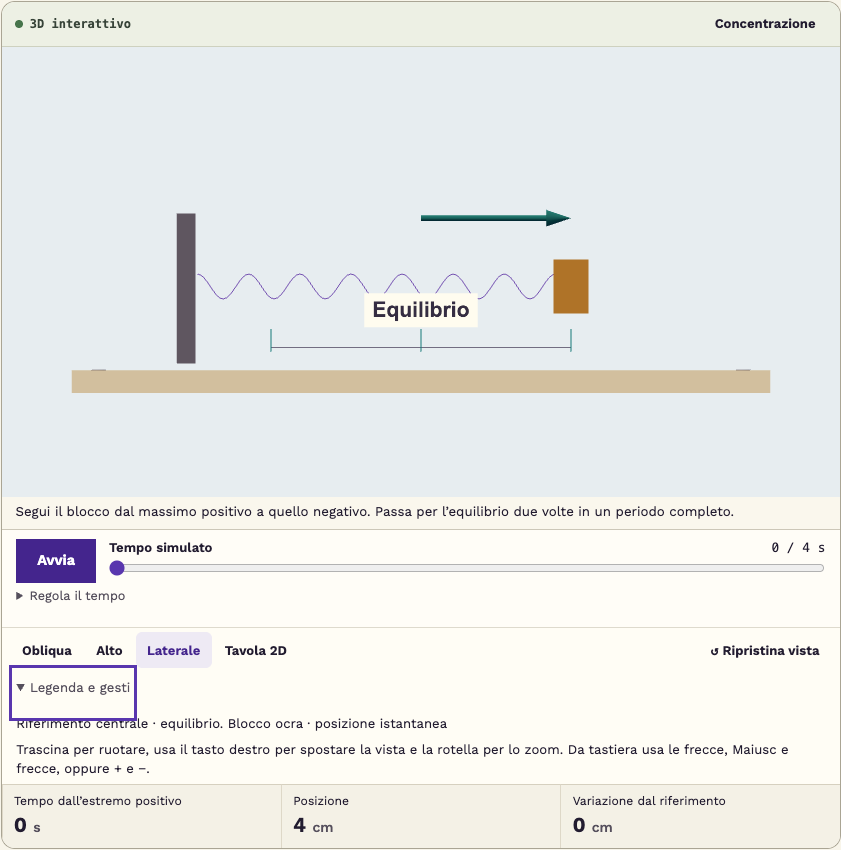 3D interattivo
Concentrazione
Equilibrio
Segui il blocco dal massimo positivo a quello negativo. Passa per l’equilibrio due volte in un periodo completo.
Avvia
Tempo simulato
0 / 4 s
▶ Regola il tempo
Obliqua
Alto
Laterale
Tavola 2D
↺ Ripristina vista
▼ Legenda e gesti
Riferimento centrale · equilibrio. Blocco ocra · posizione istantanea
Trascina per ruotare, usa il tasto destro per spostare la vista e la rotella per lo zoom. Da tastiera usa le frecce, Maiusc e
frecce, oppure + e −.
Tempo dall’estremo positivo
0 s
Posizione
4 cm
Variazione dal riferimento
0 cm